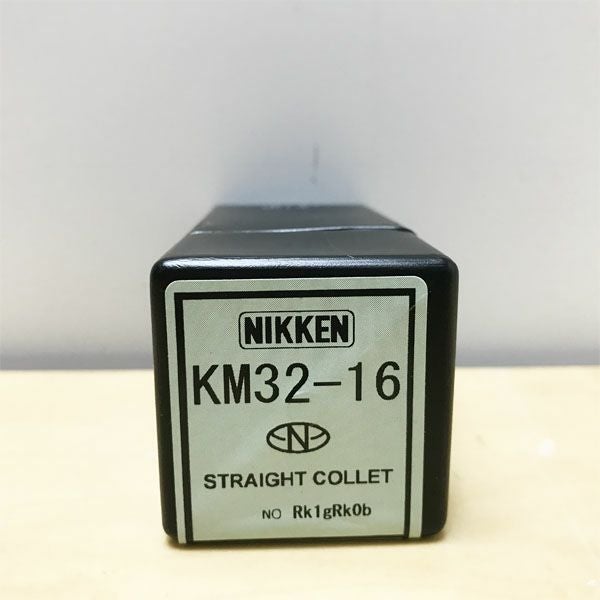 NIKKEN
KM32-16
N
STRAIGHT COLLET
NO Rk1gRk0b